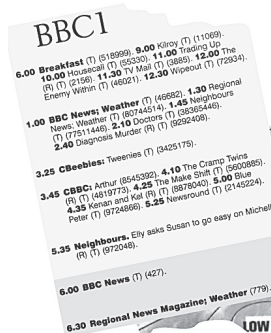 BBC1
6.00 Breakfast (T) (518999). 9.00 Kilroy (T) (11069).
10.00 Housecall (T) (55330). 11.00 Trading Up
(R) (T) (2156). 11.30 TV Mail (T) (3885). 12.00 The
Enemy Within (T) (46021). 12.30 Wipeout (T) (72934).
1.00 BBC News; Weather (T) (46682). 1.30 Regional
News; Weather (T) (80744514). 1.45 Neighbours
(T) (77511446). 2.10 Doctors (T) (38365446).
2.40 Diagnosis Murder (R) (T) (9292408).
3.25 CBeebies: Tweenies (T) (3425175).
3.45 CBBC: Arthur (8545392). 4.10 The Cramp Twins
(R) (T) (4819773). 4.25 The Make Shift (T) (5600885).
4.35 Kenan and Kel (R) (T) (8878040). 5.00 Blue
Peter (T) (9724866). 5.25 Newsround (T) (2145224).
5.35 Neighbours. Elly asks Susan to go easy on Michell
(R) (T) (972048).
6.00 BBC News (T) (427).
6.30 Regional News Magazine; Weather (779).
LOW